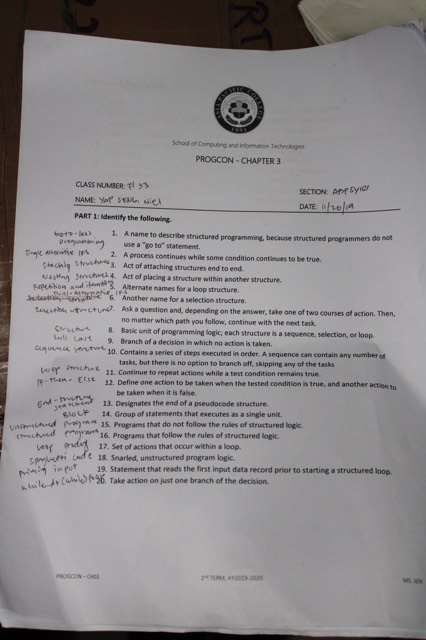 ASIA PACIFIC COLLEGE
1991
School of Computing and Information Technologies
PROGCON - CHAPTER 3
CLASS NUMBER: # 33
SECTION:
NAME: Yap Sean Niel
DATE: 11/20/19
PART 1: Identify the following.
Goto-less programming 1. A name to describe structured programming, because structured programmers do not
use a "go to" statement.
Single Alternative IFS 2. A process continues while some condition continues to be true.
Stacking Structures 3. Act of attaching structures end to end.
Nesting Structures 4. Act of placing a structure within another structure.
Repetition and iteration 5. Alternate names for a loop structure.
Dual-Alternative IFS 6. Another name for a selection structure.
Selection structure 7. Ask a question and, depending on the answer, take one of two courses of action. Then,
no matter which path you follow, continue with the next task.
Structure 8. Basic unit of programming logic; each structure is a sequence, selection, or loop.
Null Case 9. Branch of a decision in which no action is taken.
Sequence structure 10. Contains a series of steps executed in order. A sequence can contain any number of
tasks, but there is no option to branch off, skipping any of the tasks
Loop structure 11. Continue to repeat actions while a test condition remains true.
IF-then-Else 12. Define one action to be taken when the tested condition is true, and another action to
be taken when it is false.
End-structure statement 13. Designates the end of a pseudocode structure.
Block 14. Group of statements that execute as a single unit.
Unstructured programs 15. Programs that do not follow the rules of structured logic.
structured programs 16. Programs that follow the rules of structured logic.
loop body 17. Set of actions that occur within a loop.
spaghetti code 18. Snarled, unstructured program logic.
priming input 19. Statement that reads the first input data record prior to starting a structured loop.
while-do (while) loop 20. Take action on just one branch of the decision.
PROGCON - CH03
2ND TERM, AY2019-2020